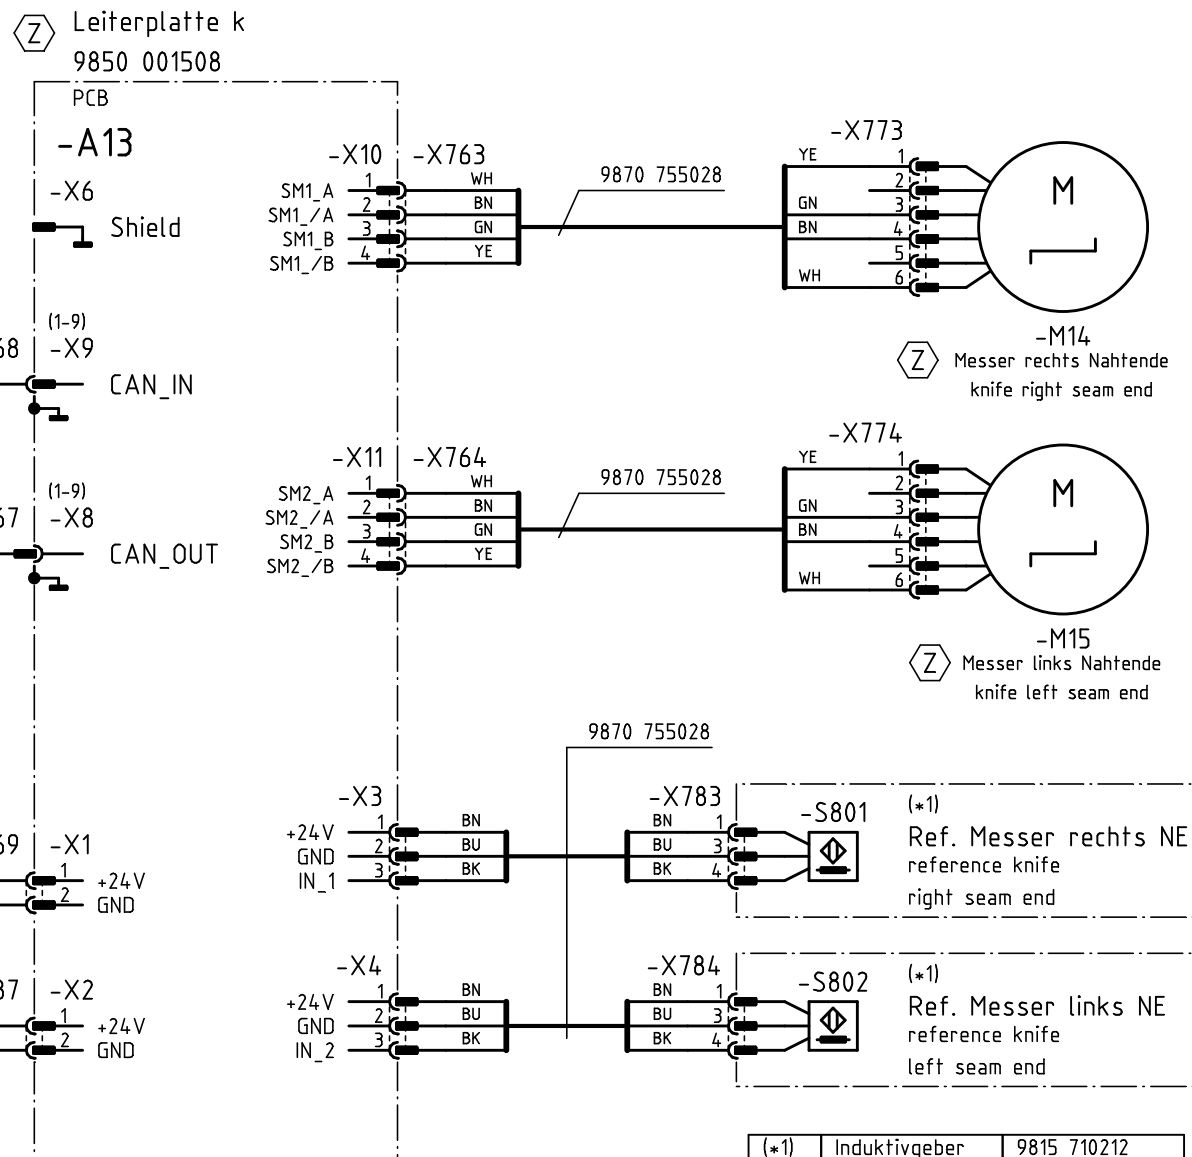 Z Leiterplatte k
9850 001508
PCB
-A13
-X6
Shield
(1-9)
68 -X9
CAN_IN
(1-9)
67 -X8
CAN_OUT
69 -X1
1 +24V
2 GND
87 -X2
1 +24V
2 GND
-X10 -X763
SM1_A 1 WH
SM1_/A 2 BN
SM1_B 3 GN
SM1_/B 4 YE
9870 755028
-X773
YE 1
2
GN 3
BN 4
5
WH 6
M
-M14
Z Messer rechts Nahtende
knife right seam end
-X11 -X764
SM2_A 1 WH
SM2_/A 2 BN
SM2_B 3 GN
SM2_/B 4 YE
9870 755028
-X774
YE 1
2
GN 3
BN 4
5
WH 6
M
-M15
Z Messer links Nahtende
knife left seam end
9870 755028
-X3
+24V 1 BN
GND 2 BU
IN_1 3 BK
-X783
BN 1
BU 3
BK 4
-S801
(*1)
Ref. Messer rechts NE
reference knife
right seam end
-X4
+24V 1 BN
GND 2 BU
IN_2 3 BK
-X784
BN 1
BU 3
BK 4
-S802
(*1)
Ref. Messer links NE
reference knife
left seam end
(*1) Induktivgeber 9815 710212